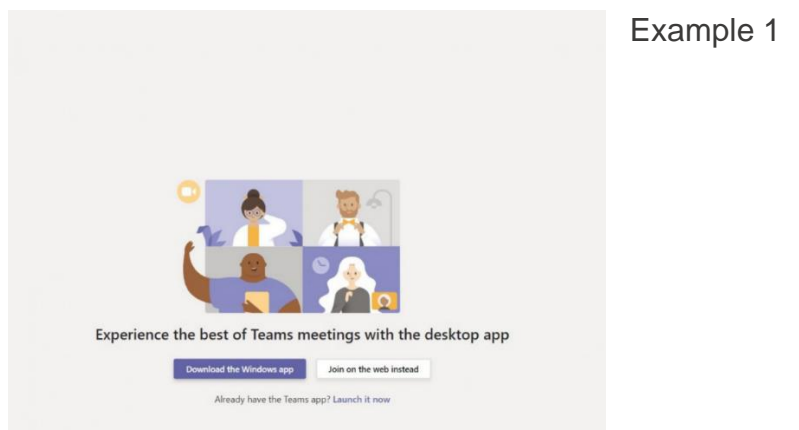 Example 1
Experience the best of Teams meetings with the desktop app
Download the Windows app
Join on the web instead
Already have the Teams app? Launch it now